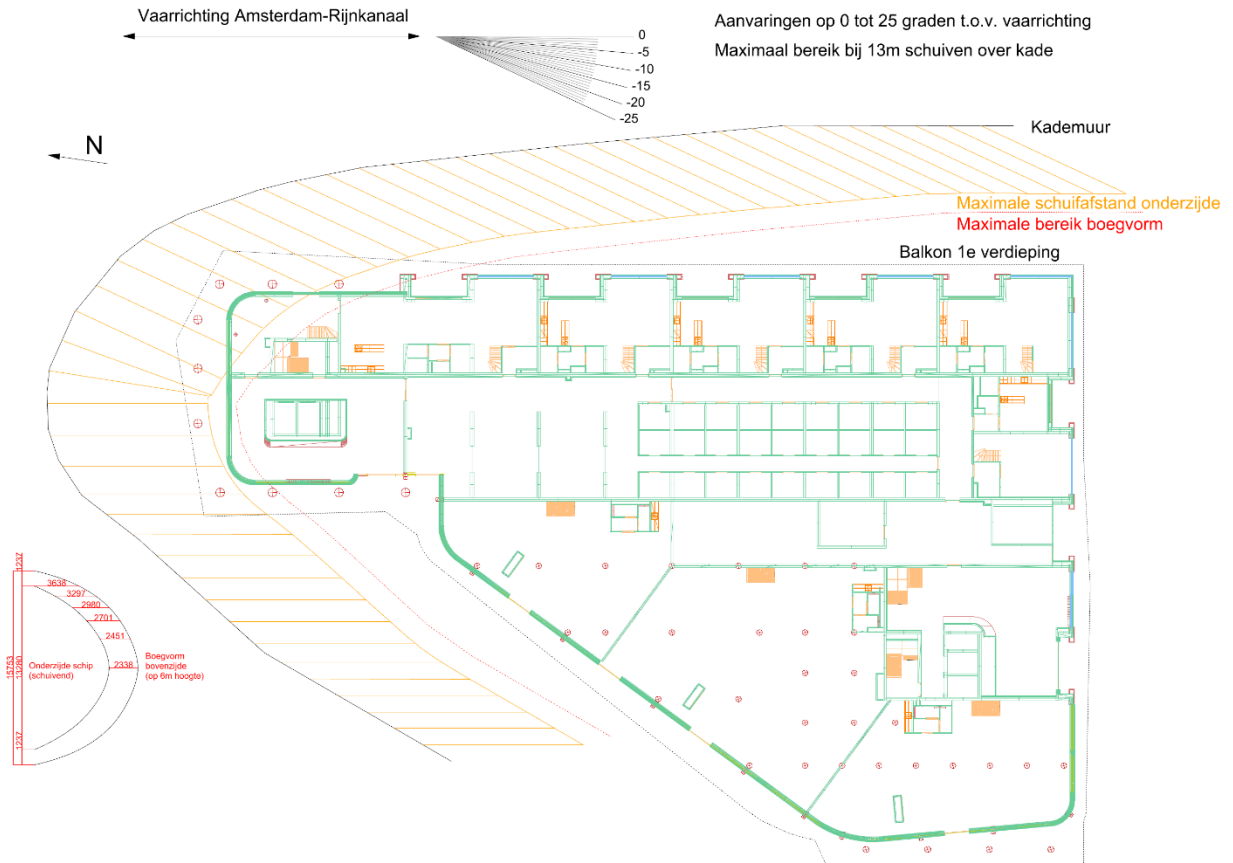 Vaarrichting Amsterdam-Rijnkanaal
Aanvaringen op 0 tot 25 graden t.o.v. vaarrichting
Maximaal bereik bij 13m schuiven over kade
0
-5
-10
-15
-20
-25
N
Kademuur
Maximale schuifafstand onderzijde
Maximale bereik boegvorm
Balkon 1e verdieping
1237
3638
3297
2980
2701
2451
2338
15753
13280
1237
Onderzijde schip
(schuivend)
Boegvorm
bovenzijde
(op 6m hoogte)